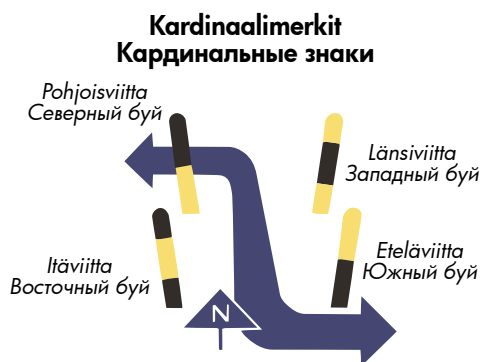 Kardinaalimerkit
Кардинальные знаки
Pohjoisviitta
Северный буй
Länsiviitta
Западный буй
Itäviitta
Восточный буй
Eteläviitta
Южный буй
N